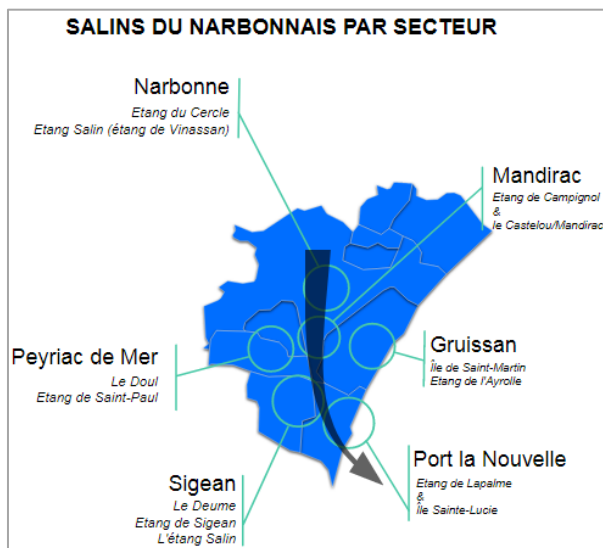 SALINS DU NARBONNAIS PAR SECTEUR
Narbonne
Etang du Cercle
Etang Salin (étang de Vinassan)
Mandirac
Etang de Campignol
&
le Castelou/Mandirac
Peyriac de Mer
Le Doul
Etang de Saint-Paul
Gruissan
Île de Saint-Martin
Etang de l'Ayrolle
Sigean
Le Deume
Etang de Sigean
L'étang Salin
Port la Nouvelle
Etang de Lapalme
&
Île Sainte-Lucie